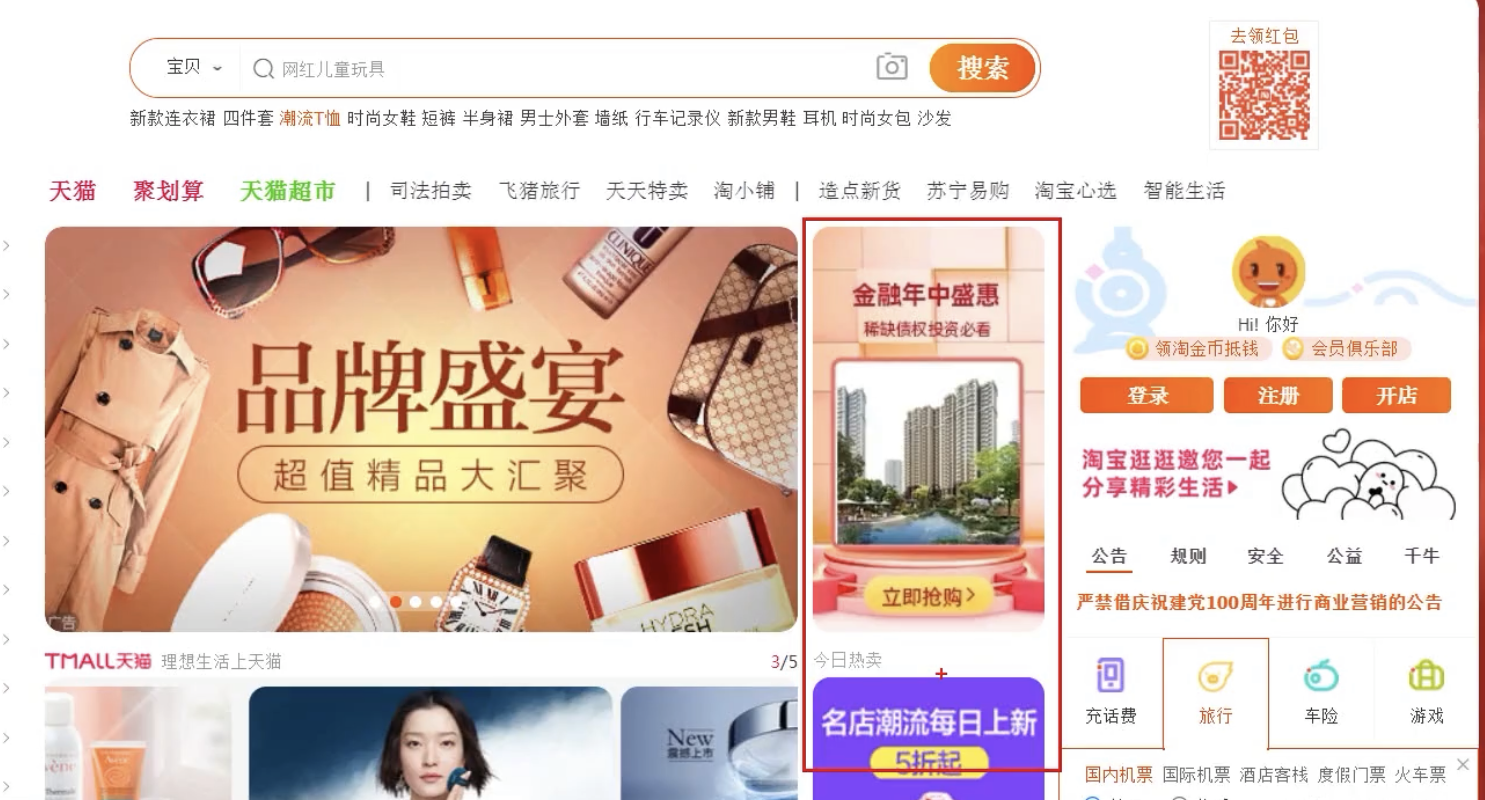 去领红包
宝贝 网红儿童玩具 搜索
新款连衣裙 四件套 潮流T恤 时尚女鞋 短裤 半身裙 男士外套 墙纸 行车记录仪 新款男鞋 耳机 时尚女包 沙发
天猫 聚划算 天猫超市 | 司法拍卖 飞猪旅行 天天特卖 淘小铺 | 造点新货 苏宁易购 淘宝心选 智能生活
CLINIQUE
品牌盛宴
超值精品大汇聚
HYDRA
广告
金融年中盛惠
稀缺债权投资必看
立即抢购>
Hi! 你好
领淘金币抵钱 会员俱乐部
登录 注册 开店
淘宝逛逛邀您一起
分享精彩生活
公告 规则 安全 公益 千牛
严禁借庆祝建党100周年进行商业营销的公告
TMALL天猫 理想生活上天猫 3/5
今日热卖
New
震撼上市
Avène
名店潮流每日上新
5折起
充话费 旅行 车险 游戏
国内机票 国际机票 酒店客栈 度假门票 火车票